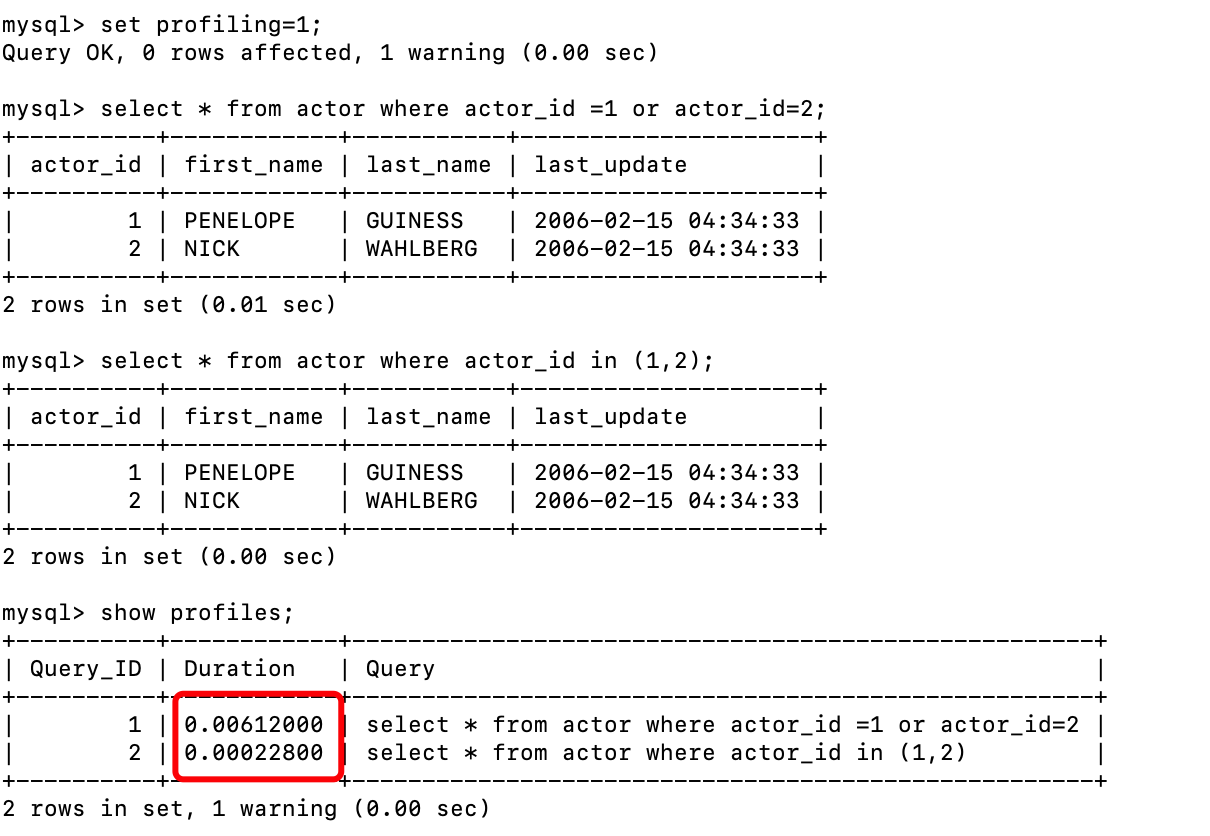 mysql> set profiling=1;
Query OK, 0 rows affected, 1 warning (0.00 sec)
mysql> select * from actor where actor_id =1 or actor_id=2;
+----------+------------+-----------+---------------------+
| actor_id | first_name | last_name | last_update         |
+----------+------------+-----------+---------------------+
|        1 | PENELOPE   | GUINESS   | 2006-02-15 04:34:33 |
|        2 | NICK       | WAHLBERG  | 2006-02-15 04:34:33 |
+----------+------------+-----------+---------------------+
2 rows in set (0.01 sec)
mysql> select * from actor where actor_id in (1,2);
+----------+------------+-----------+---------------------+
| actor_id | first_name | last_name | last_update         |
+----------+------------+-----------+---------------------+
|        1 | PENELOPE   | GUINESS   | 2006-02-15 04:34:33 |
|        2 | NICK       | WAHLBERG  | 2006-02-15 04:34:33 |
+----------+------------+-----------+---------------------+
2 rows in set (0.00 sec)
mysql> show profiles;
+----------+------------+-----------------------------------------------------+
| Query_ID | Duration   | Query                                               |
+----------+------------+-----------------------------------------------------+
|        1 | 0.00612000 | select * from actor where actor_id =1 or actor_id=2 |
|        2 | 0.00022800 | select * from actor where actor_id in (1,2)         |
+----------+------------+-----------------------------------------------------+
2 rows in set, 1 warning (0.00 sec)